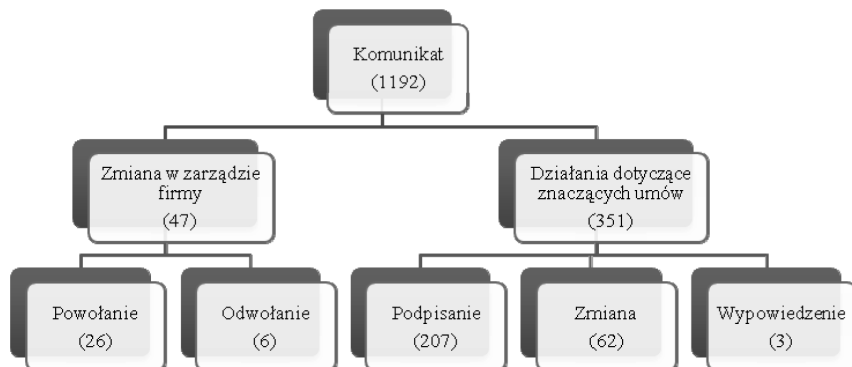 Komunikat
(1192)
Zmiana w zarządzie
firmy
(47)
Działania dotyczące
znaczących umów
(351)
Powołanie
(26)
Odwołanie
(6)
Podpisanie
(207)
Zmiana
(62)
Wypowiedzenie
(3)